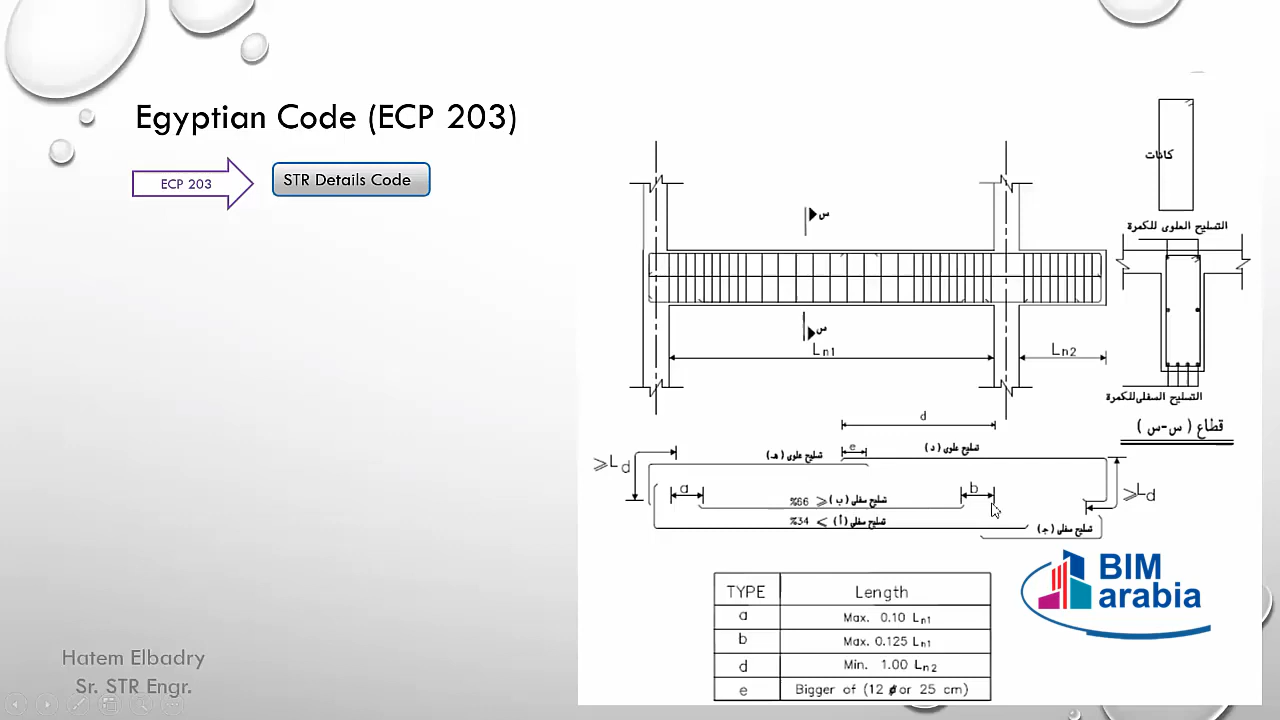 Egyptian Code (ECP 203)
ECP 203
STR Details Code
كانات
التسليح العلوى للكمرة
س
س
Ln1
Ln2
التسليح السفلى للكمرة
قطاع ( س-س )
d
≥Ld
تسليح علوى (هـ)
e
تسليح علوى (د)
a
%66 ≥ تسليح سفلى (ب)
b
≥Ld
%34 < تسليح سفلى (أ)
تسليح سفلى (جـ)
TYPE Length
a Max. 0.10 Ln1
b Max. 0.125 Ln1
d Min. 1.00 Ln2
e Bigger of (12 ϕ or 25 cm)
BIM
arabia
Hatem Elbadry
Sr. STR Engr.